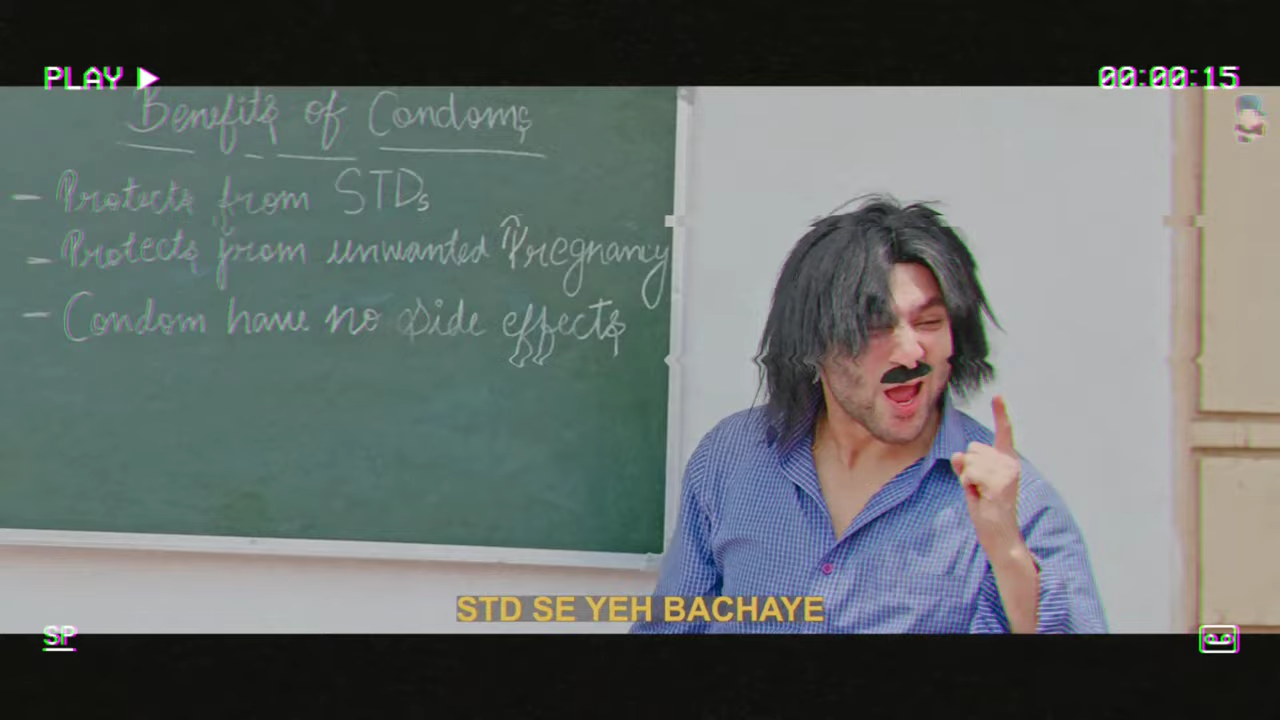 PLAY
00:00:15
Benefits of Condoms
- Protects from STDs
- Protects from unwanted Pregnancy
- Condom have no side effects
STD SE YEH BACHAYE
SP